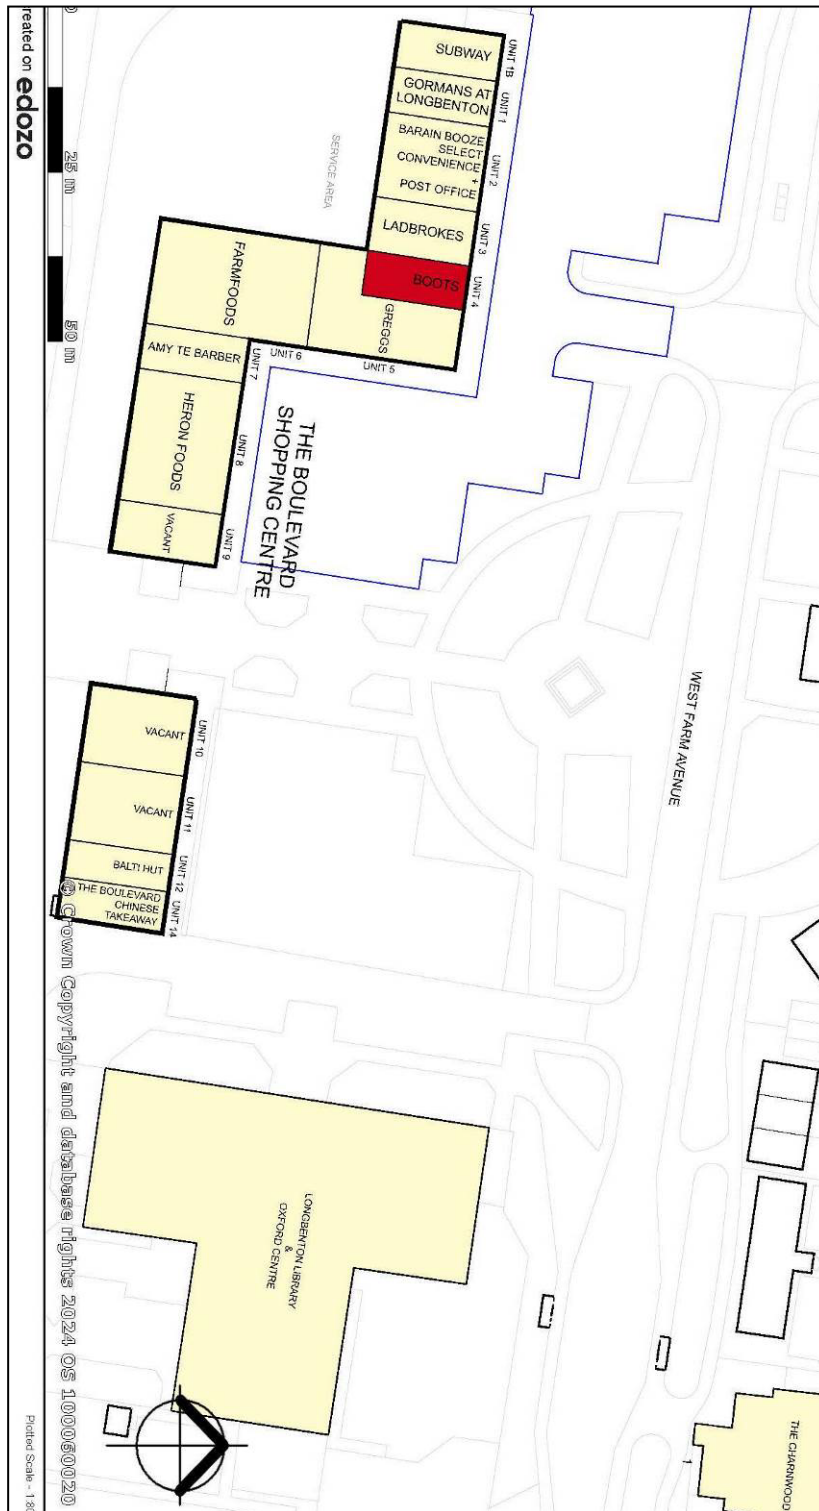 reated on edozo
0
25 m
50 m
UNIT 1B
SUBWAY
UNIT 1
GORMANS AT
LONGBENTON
UNIT 2
BARAIN BOOZE
SELECT
CONVENIENCE
+
POST OFFICE
SERVICE AREA
UNIT 3
LADBROKES
UNIT 4
BOOTS
GREGGS
UNIT 5
FARMFOODS
UNIT 6
AMY TE BARBER
UNIT 7
HERON FOODS
UNIT 8
VACANT
UNIT 9
THE BOULEVARD
SHOPPING CENTRE
WEST FARM AVENUE
VACANT
UNIT 10
VACANT
UNIT 11
BALTI HUT
UNIT 12
THE BOULEVARD
CHINESE
TAKEAWAY
UNIT 14
LONGBENTON LIBRARY
&
OXFORD CENTRE
THE CHARNWOOD
1
© Crown Copyright and database rights 2024 OS 100060020
Plotted Scale - 1:80